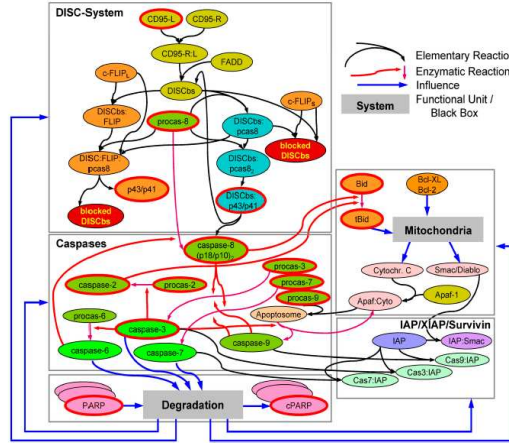 DISC-System
CD95-L
CD95-R
CD95-R:L
FADD
c-FLIPL
DISCbs
DISCbs:
FLIP
procas-8
DISCbs:
pcas8
c-FLIPS
blocked
DISCbs
DISC:FLIP:
pcas8
DISCbs:
pcas82
p43/p41
DISCbs:
p43/p41
blocked
DISCbs
Elementary Reaction
Enzymatic Reaction
Influence
System
Functional Unit /
Black Box
Bid
Bcl-XL
Bcl-2
tBid
Mitochondria
Cytochr. C
Smac/Diablo
Apaf:Cyto
Apaf-1
Caspases
caspase-8
(p18/p10)2
procas-3
procas-7
procas-9
caspase-2
procas-2
Apoptosome
procas-6
caspase-3
caspase-6
caspase-7
caspase-9
IAP/XIAP/Survivin
IAP
IAP:Smac
Cas9:IAP
Cas3:IAP
Cas7:IAP
PARP
Degradation
cPARP